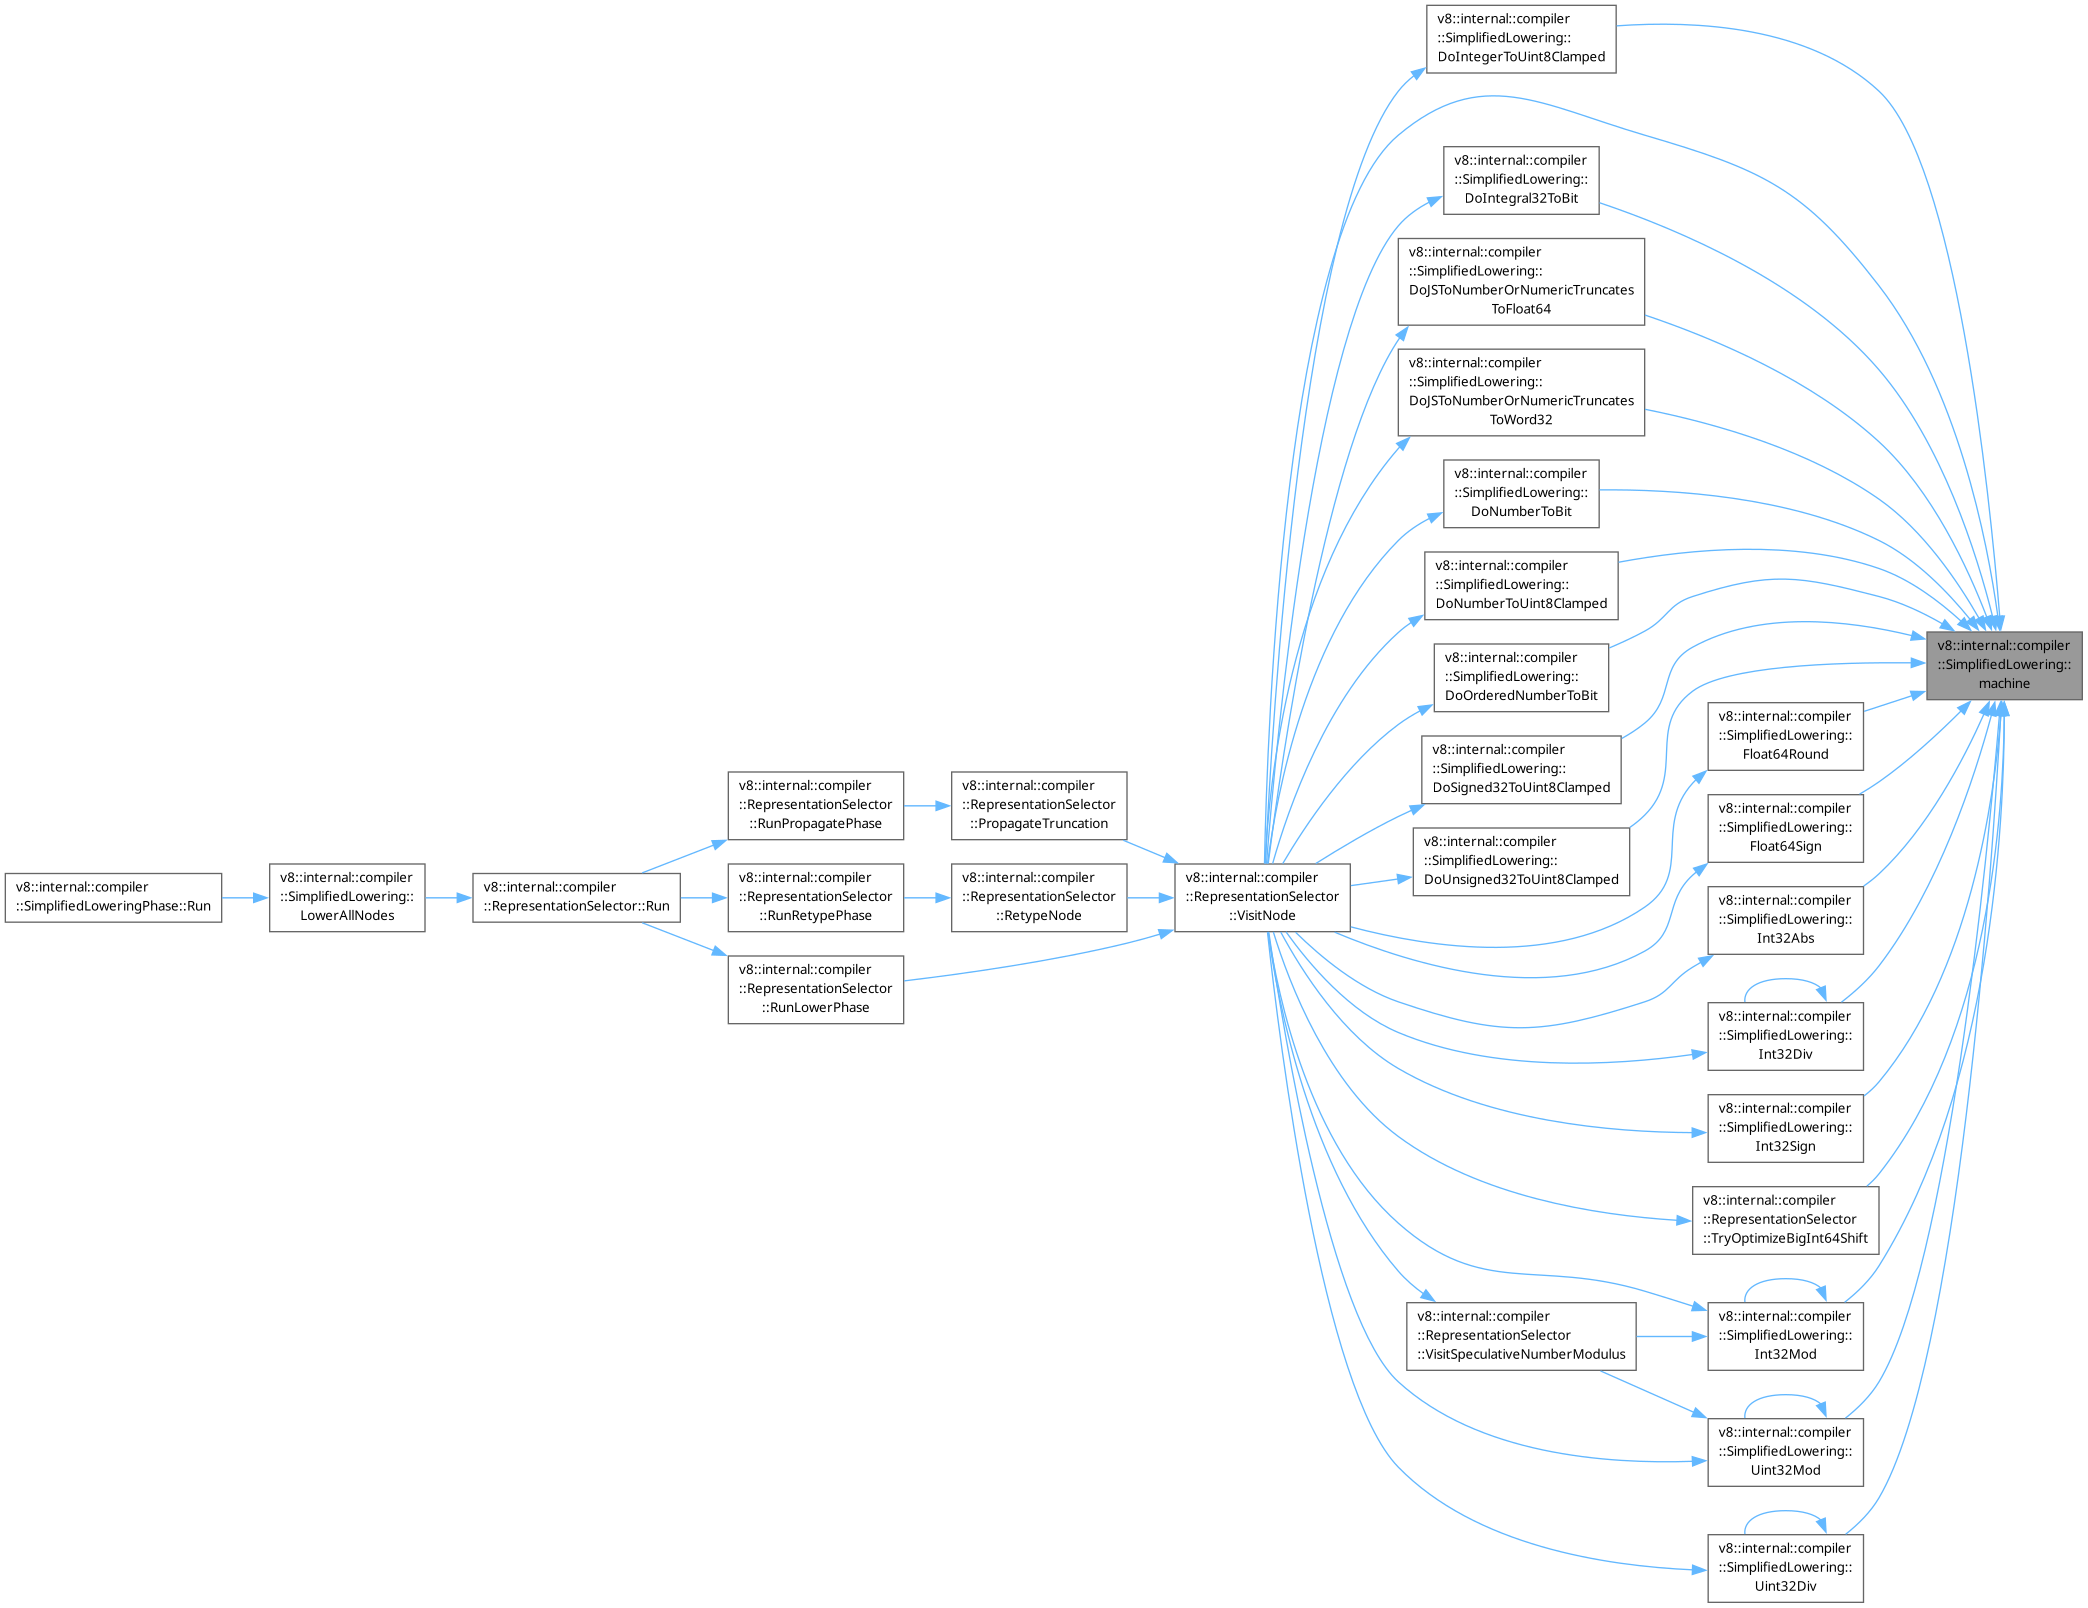 v8::internal::compiler
::SimplifiedLowering::
DoIntegerToUint8Clamped
v8::internal::compiler
::SimplifiedLowering::
DoIntegral32ToBit
v8::internal::compiler
::SimplifiedLowering::
DoJSToNumberOrNumericTruncates
ToFloat64
v8::internal::compiler
::SimplifiedLowering::
DoJSToNumberOrNumericTruncates
ToWord32
v8::internal::compiler
::SimplifiedLowering::
DoNumberToBit
v8::internal::compiler
::SimplifiedLowering::
DoNumberToUint8Clamped
v8::internal::compiler
::SimplifiedLowering::
machine
v8::internal::compiler
::SimplifiedLowering::
DoOrderedNumberToBit
v8::internal::compiler
::SimplifiedLowering::
Float64Round
v8::internal::compiler
::SimplifiedLowering::
DoSigned32ToUint8Clamped
v8::internal::compiler
::RepresentationSelector
::RunPropagatePhase
v8::internal::compiler
::RepresentationSelector
::PropagateTruncation
v8::internal::compiler
::SimplifiedLowering::
Float64Sign
v8::internal::compiler
::SimplifiedLowering::
DoUnsigned32ToUint8Clamped
v8::internal::compiler
::SimplifiedLoweringPhase::Run
v8::internal::compiler
::SimplifiedLowering::
LowerAllNodes
v8::internal::compiler
::RepresentationSelector::Run
v8::internal::compiler
::RepresentationSelector
::RunRetypePhase
v8::internal::compiler
::RepresentationSelector
::RetypeNode
v8::internal::compiler
::RepresentationSelector
::VisitNode
v8::internal::compiler
::SimplifiedLowering::
Int32Abs
v8::internal::compiler
::RepresentationSelector
::RunLowerPhase
v8::internal::compiler
::SimplifiedLowering::
Int32Div
v8::internal::compiler
::SimplifiedLowering::
Int32Sign
v8::internal::compiler
::RepresentationSelector
::TryOptimizeBigInt64Shift
v8::internal::compiler
::RepresentationSelector
::VisitSpeculativeNumberModulus
v8::internal::compiler
::SimplifiedLowering::
Int32Mod
v8::internal::compiler
::SimplifiedLowering::
Uint32Mod
v8::internal::compiler
::SimplifiedLowering::
Uint32Div